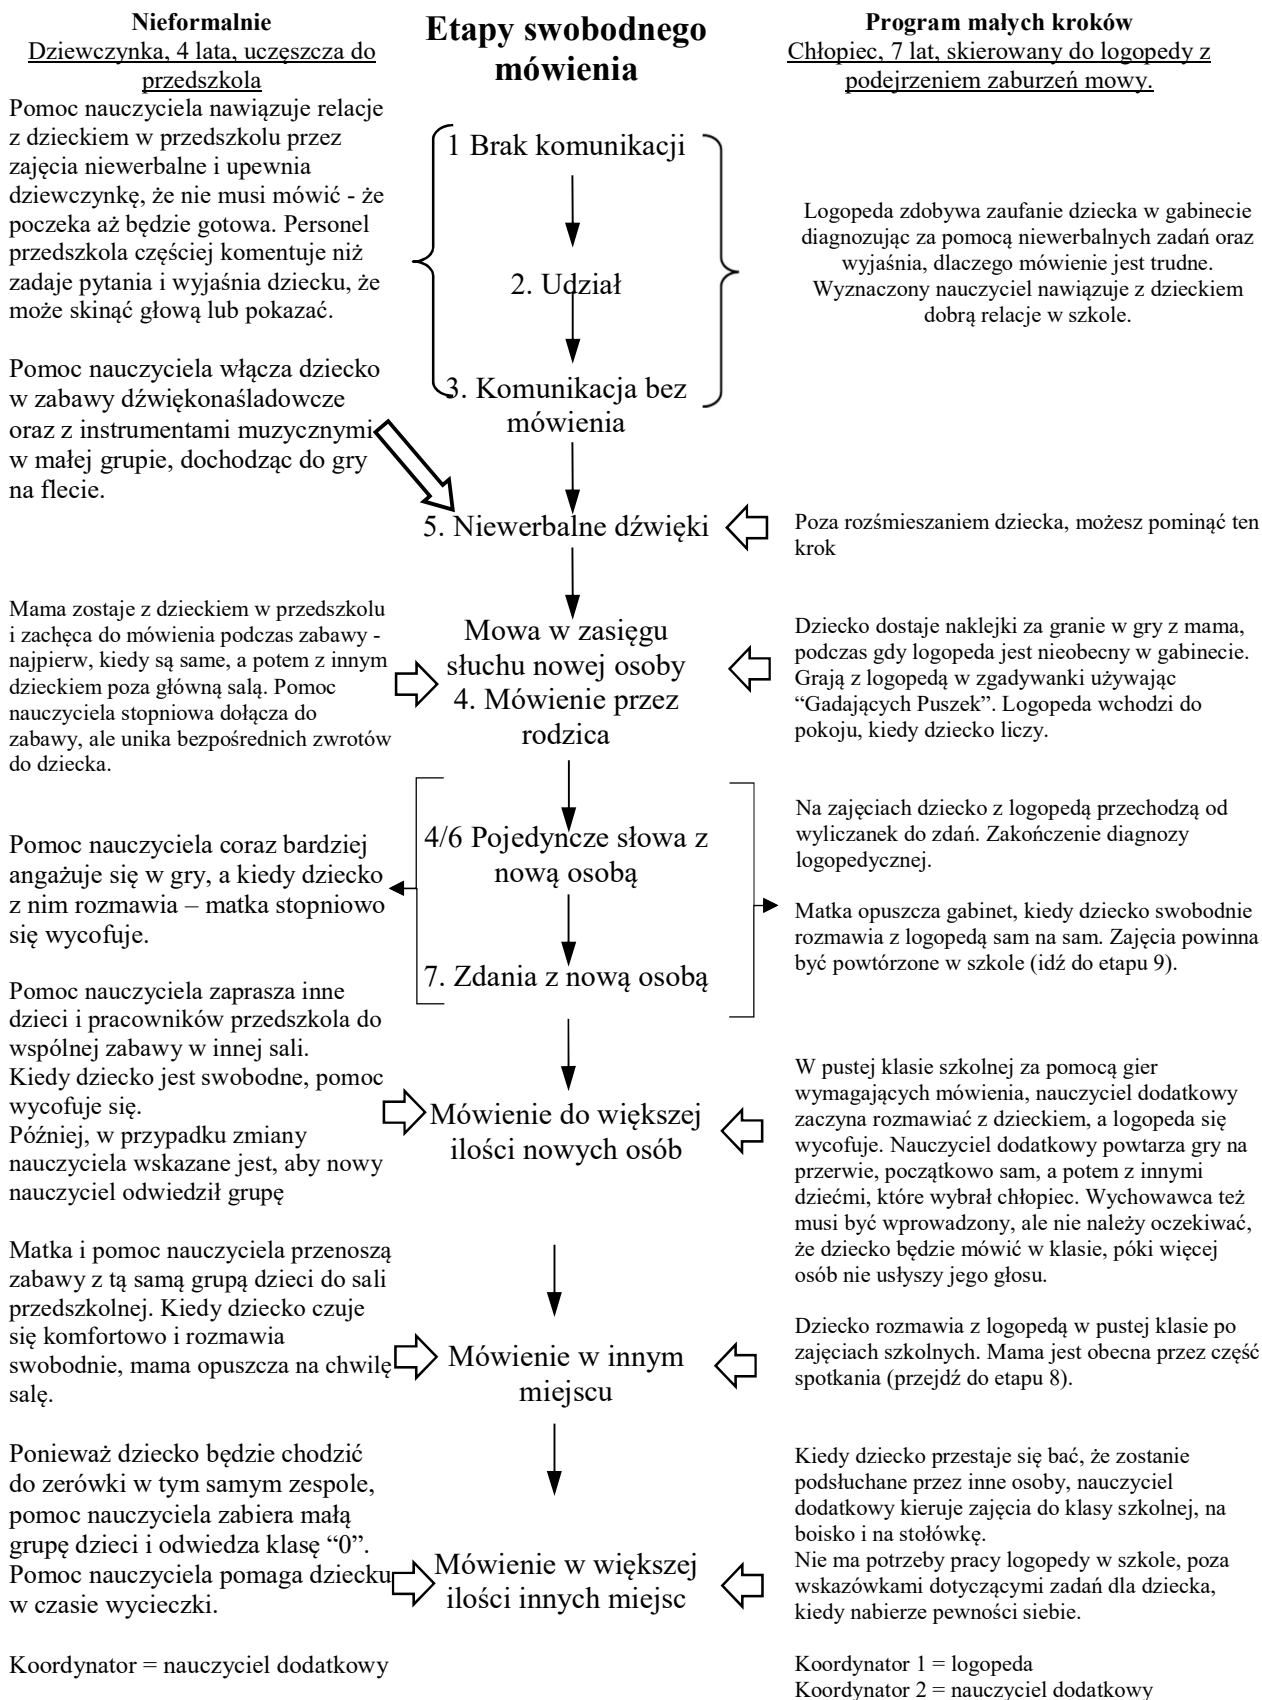 Nieformalnie
Dziewczynka, 4 lata, uczęszcza do
przedszkola
Pomoc nauczyciela nawiązuje relacje
z dzieckiem w przedszkolu przez
zajęcia niewerbalne i upewnia
dziewczynkę, że nie musi mówić - że
poczeka aż będzie gotowa. Personel
przedszkola częściej komentuje niż
zadaje pytania i wyjaśnia dziecku, że
może skinąć głową lub pokazać.
Pomoc nauczyciela włącza dziecko
w zabawy dźwiękonaśladowcze
oraz z instrumentami muzycznymi
w małej grupie, dochodząc do gry
na flecie.
Mama zostaje z dzieckiem w przedszkolu
i zachęca do mówienia podczas zabawy -
najpierw, kiedy są same, a potem z innym
dzieckiem poza główną salą. Pomoc
nauczyciela stopniowa dołącza do
zabawy, ale unika bezpośrednich zwrotów
do dziecka.
Pomoc nauczyciela coraz bardziej
angażuje się w gry, a kiedy dziecko
z nim rozmawia – matka stopniowo
się wycofuje.
Pomoc nauczyciela zaprasza inne
dzieci i pracowników przedszkola do
wspólnej zabawy w innej sali.
Kiedy dziecko jest swobodne, pomoc
wycofuje się.
Później, w przypadku zmiany
nauczyciela wskazane jest, aby nowy
nauczyciel odwiedził grupę
Matka i pomoc nauczyciela przenoszą
zabawy z tą samą grupą dzieci do sali
przedszkolnej. Kiedy dziecko czuje
się komfortowo i rozmawia
swobodnie, mama opuszcza na chwilę
salę.
Ponieważ dziecko będzie chodzić
do zerówki w tym samym zespole,
pomoc nauczyciela zabiera małą
grupę dzieci i odwiedza klasę “0”.
Pomoc nauczyciela pomaga dziecku
w czasie wycieczki.
Koordynator = nauczyciel dodatkowy
Etapy swobodnego
mówienia
1 Brak komunikacji
2. Udział
3. Komunikacja bez
mówienia
5. Niewerbalne dźwięki
Mowa w zasięgu
słuchu nowej osoby
4. Mówienie przez
rodzica
4/6 Pojedyncze słowa z
nową osobą
7. Zdania z nową osobą
Mówienie do większej
ilości nowych osób
Mówienie w innym
miejscu
Mówienie w większej
ilości innych miejsc
Program małych kroków
Chłopiec, 7 lat, skierowany do logopedy z
podejrzeniem zaburzeń mowy.
Logopeda zdobywa zaufanie dziecka w gabinecie
diagnozując za pomocą niewerbalnych zadań oraz
wyjaśnia, dlaczego mówienie jest trudne.
Wyznaczony nauczyciel nawiązuje z dzieckiem
dobrą relacje w szkole.
Poza rozśmieszaniem dziecka, możesz pominąć ten
krok
Dziecko dostaje naklejki za granie w gry z mama,
podczas gdy logopeda jest nieobecny w gabinecie.
Grają z logopedą w zgadywanki używając
“Gadających Puszek”. Logopeda wchodzi do
pokoju, kiedy dziecko liczy.
Na zajęciach dziecko z logopedą przechodzą od
wyliczanek do zdań. Zakończenie diagnozy
logopedycznej.
Matka opuszcza gabinet, kiedy dziecko swobodnie
rozmawia z logopedą sam na sam. Zajęcia powinna
być powtórzone w szkole (idź do etapu 9).
W pustej klasie szkolnej za pomocą gier
wymagających mówienia, nauczyciel dodatkowy
zaczyna rozmawiać z dzieckiem, a logopeda się
wycofuje. Nauczyciel dodatkowy powtarza gry na
przerwie, początkowo sam, a potem z innymi
dziećmi, które wybrał chłopiec. Wychowawca też
musi być wprowadzony, ale nie należy oczekiwać,
że dziecko będzie mówić w klasie, póki więcej
osób nie usłyszy jego głosu.
Dziecko rozmawia z logopedą w pustej klasie po
zajęciach szkolnych. Mama jest obecna przez część
spotkania (przejdź do etapu 8).
Kiedy dziecko przestaje się bać, że zostanie
podsłuchane przez inne osoby, nauczyciel
dodatkowy kieruje zajęcia do klasy szkolnej, na
boisko i na stołówkę.
Nie ma potrzeby pracy logopedy w szkole, poza
wskazówkami dotyczącymi zadań dla dziecka,
kiedy nabierze pewności siebie.
Koordynator 1 = logopeda
Koordynator 2 = nauczyciel dodatkowy